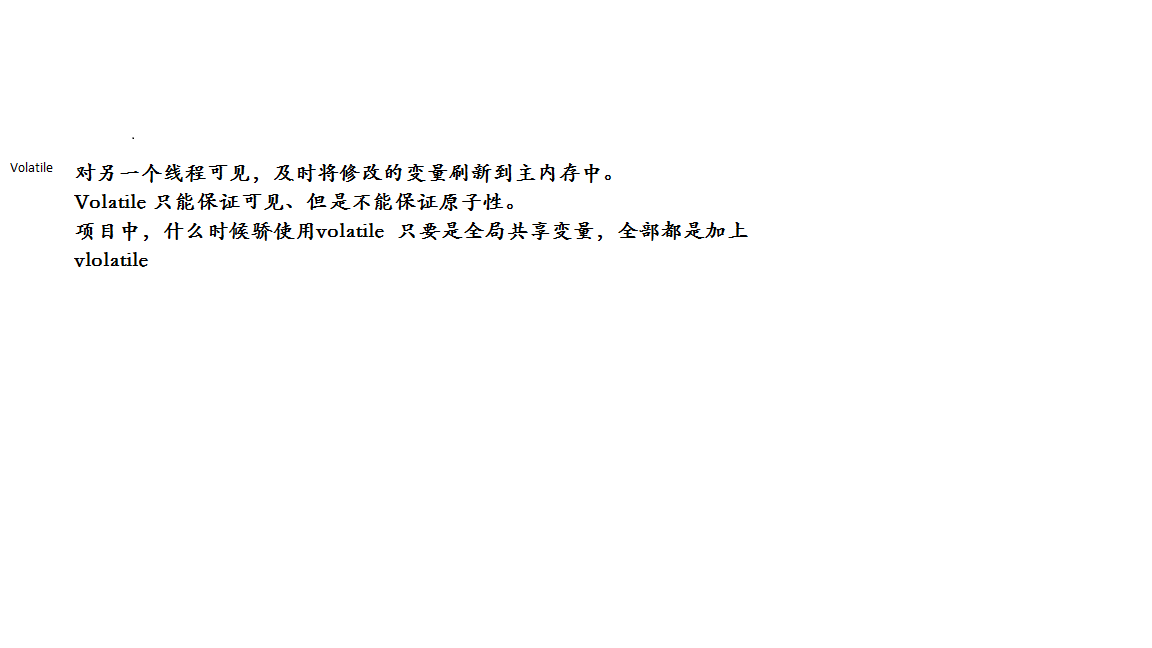 Volatile
对另一个线程可见，及时将修改的变量刷新到主内存中。
Volatile 只能保证可见、但是不能保证原子性。
项目中，什么时候骄使用volatile 只要是全局共享变量，全部都是加上
vlolatile